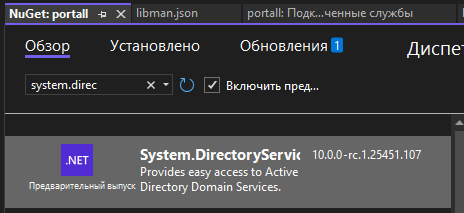 NuGet: portall
libman.json
portall: Подк...ченные службы
Обзор
Установлено
Обновления 1
Диспет
system.direc
Включить пред...
.NET
Предварительный выпуск
System.DirectoryServic
10.0.0-rc.1.25451.107
Provides easy access to Active
Directory Domain Services.